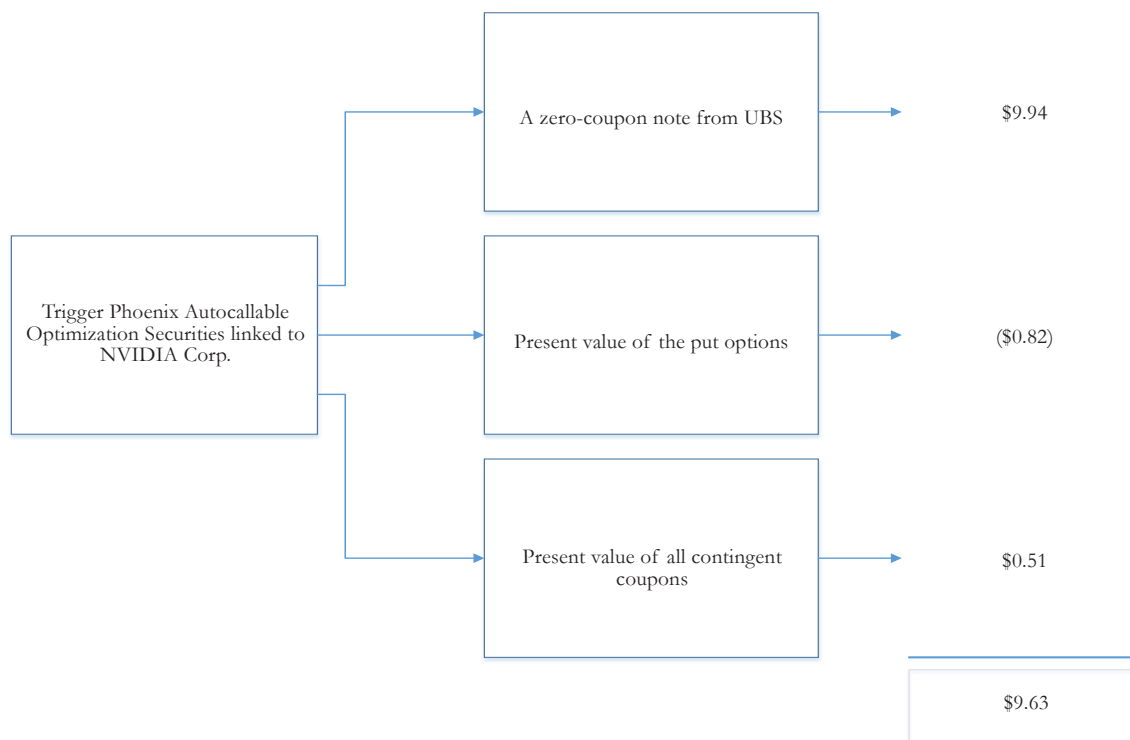 A zero-coupon note from UBS
$9.94
Trigger Phoenix Autocallable
Optimization Securities linked to
NVIDIA Corp.
Present value of the put options
($0.82)
Present value of all contingent
coupons
$0.51
$9.63